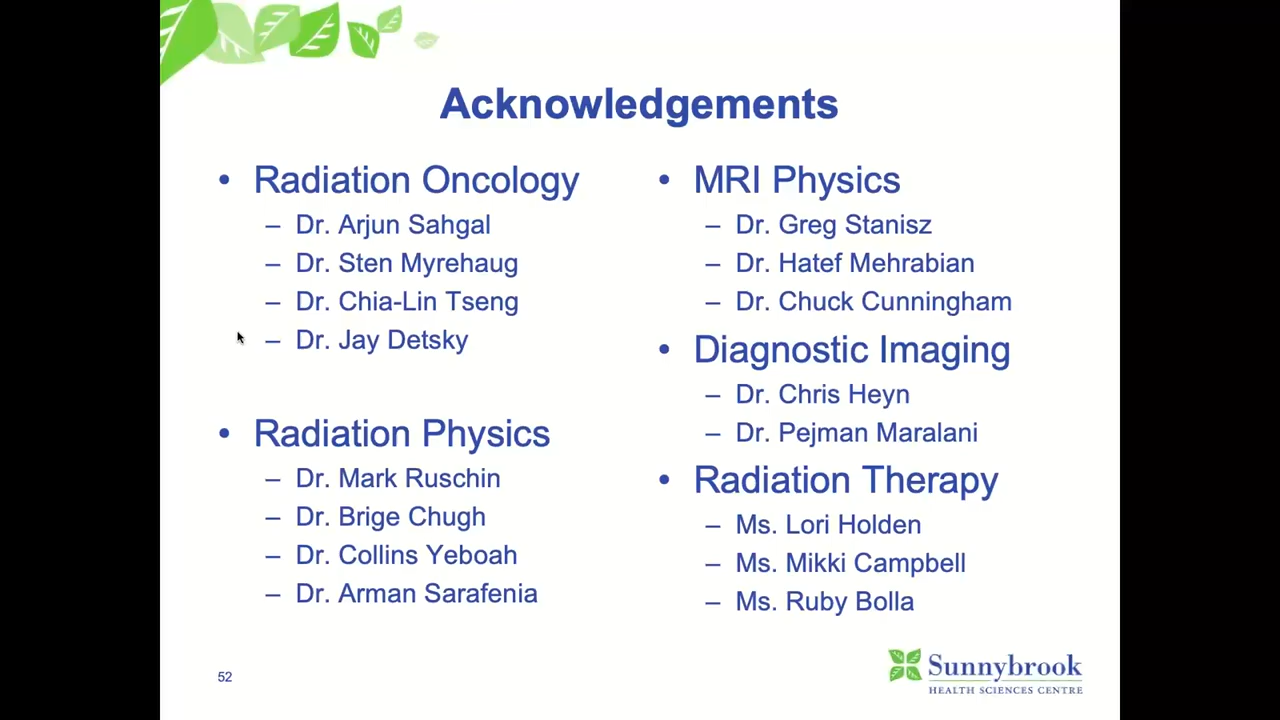 Acknowledgements
• Radiation Oncology
– Dr. Arjun Sahgal
– Dr. Sten Myrehaug
– Dr. Chia-Lin Tseng
– Dr. Jay Detsky
• Radiation Physics
– Dr. Mark Ruschin
– Dr. Brige Chugh
– Dr. Collins Yeboah
– Dr. Arman Sarafenia
• MRI Physics
– Dr. Greg Stanisz
– Dr. Hatef Mehrabian
– Dr. Chuck Cunningham
• Diagnostic Imaging
– Dr. Chris Heyn
– Dr. Pejman Maralani
• Radiation Therapy
– Ms. Lori Holden
– Ms. Mikki Campbell
– Ms. Ruby Bolla
52
Sunnybrook
HEALTH SCIENCES CENTRE